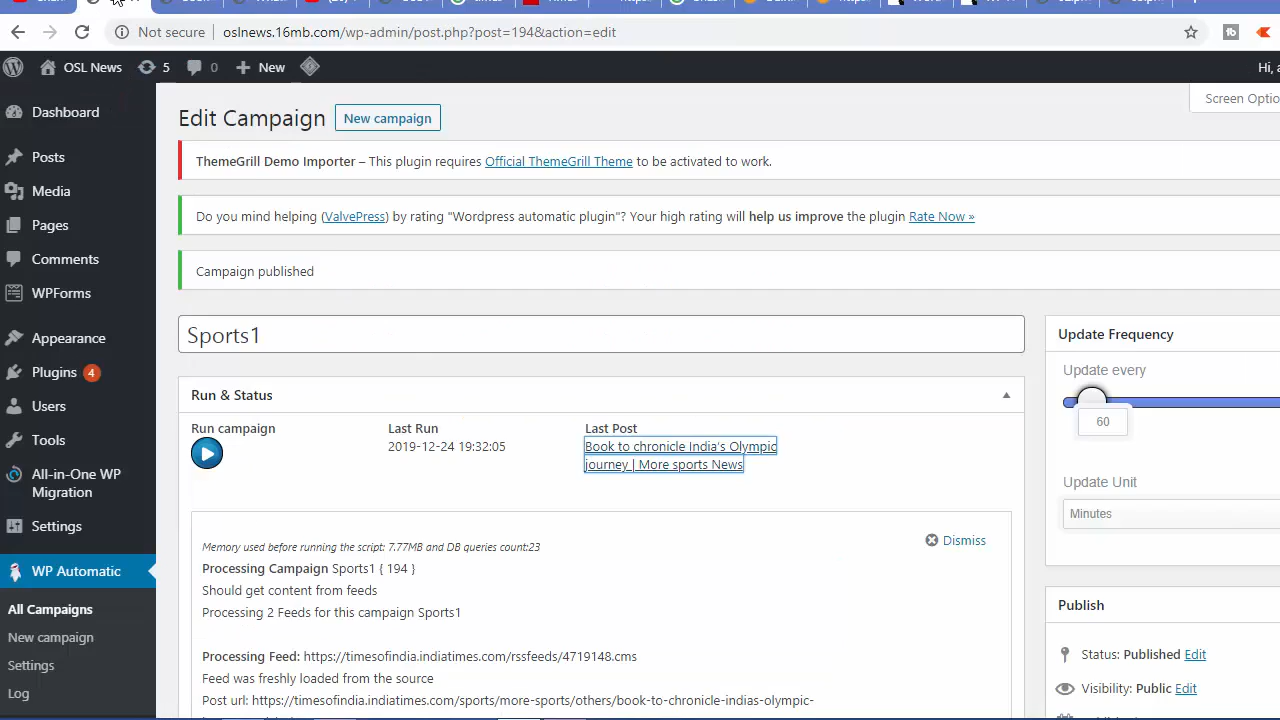 Not secure
oslnews.16mb.com/wp-admin/post.php?post=194&action=edit
OSL News
5
0
New
Hi, a
Dashboard
Posts
Media
Pages
Comments
WPForms
Appearance
Plugins 4
Users
Tools
All-in-One WP
Migration
Settings
WP Automatic
All Campaigns
New campaign
Settings
Log
Screen Optio
Edit Campaign
New campaign
ThemeGrill Demo Importer – This plugin requires Official ThemeGrill Theme to be activated to work.
Do you mind helping (ValvePress) by rating "Wordpress automatic plugin"? Your high rating will help us improve the plugin Rate Now »
Campaign published
Sports1
Run & Status
Run campaign
Last Run
2019-12-24 19:32:05
Last Post
Book to chronicle India's Olympic
journey | More sports News
Dismiss
Memory used before running the script: 7.77MB and DB queries count:23
Processing Campaign Sports1 { 194 }
Should get content from feeds
Processing 2 Feeds for this campaign Sports1
Processing Feed: https://timesofindia.indiatimes.com/rssfeeds/4719148.cms
Feed was freshly loaded from the source
Post url: https://timesofindia.indiatimes.com/sports/more-sports/others/book-to-chronicle-indias-olympic-
Update Frequency
Update every
60
Update Unit
Minutes
Publish
Status: Published Edit
Visibility: Public Edit